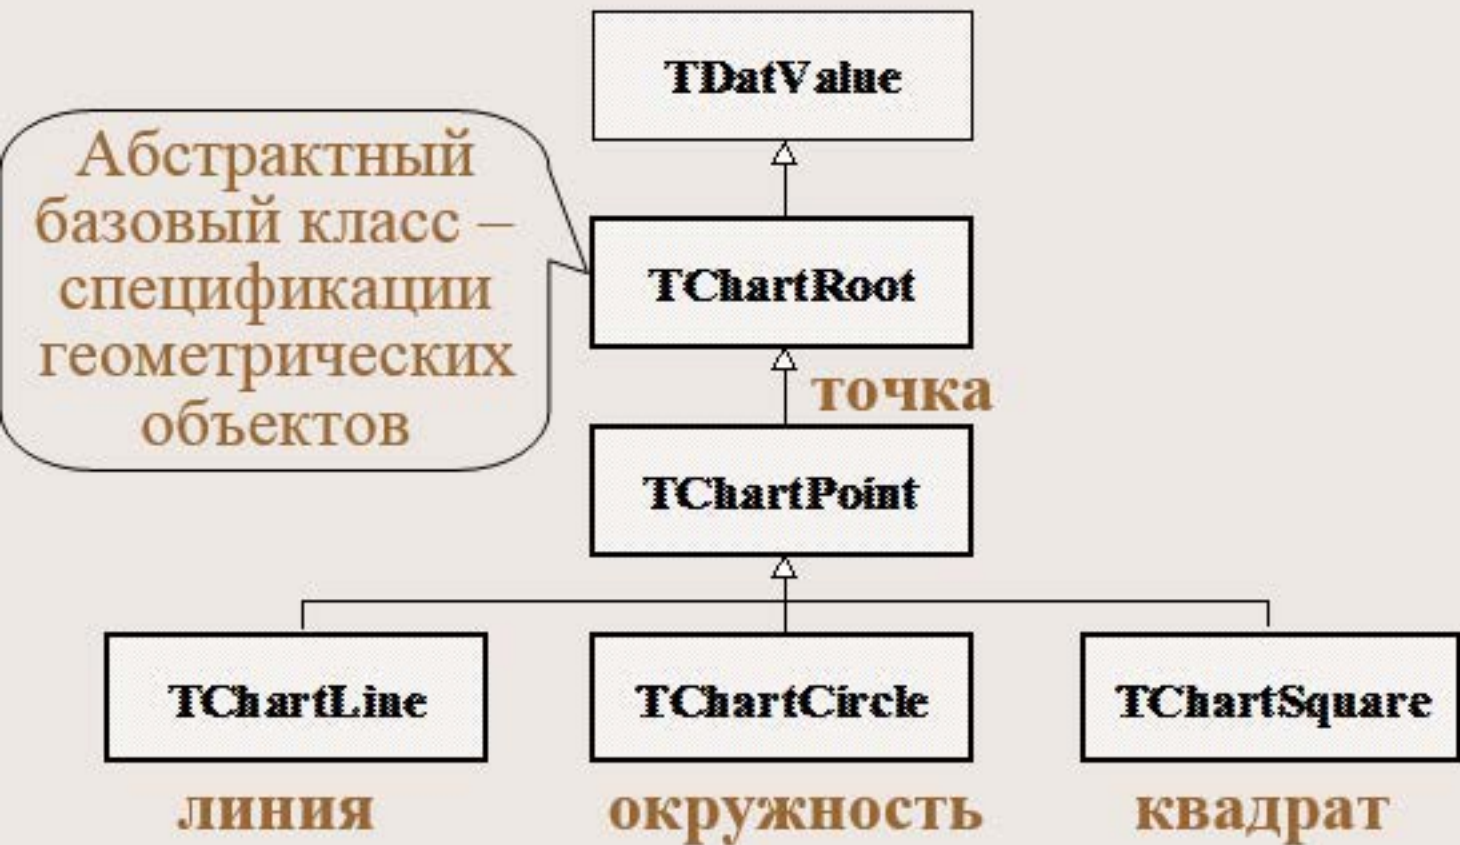 TDatValue
Абстрактный
базовый класс –
спецификации
геометрических
объектов
TChartRoot
точка
TChartPoint
TChartLine
TChartCircle
TChartSquare
линия
окружность
квадрат